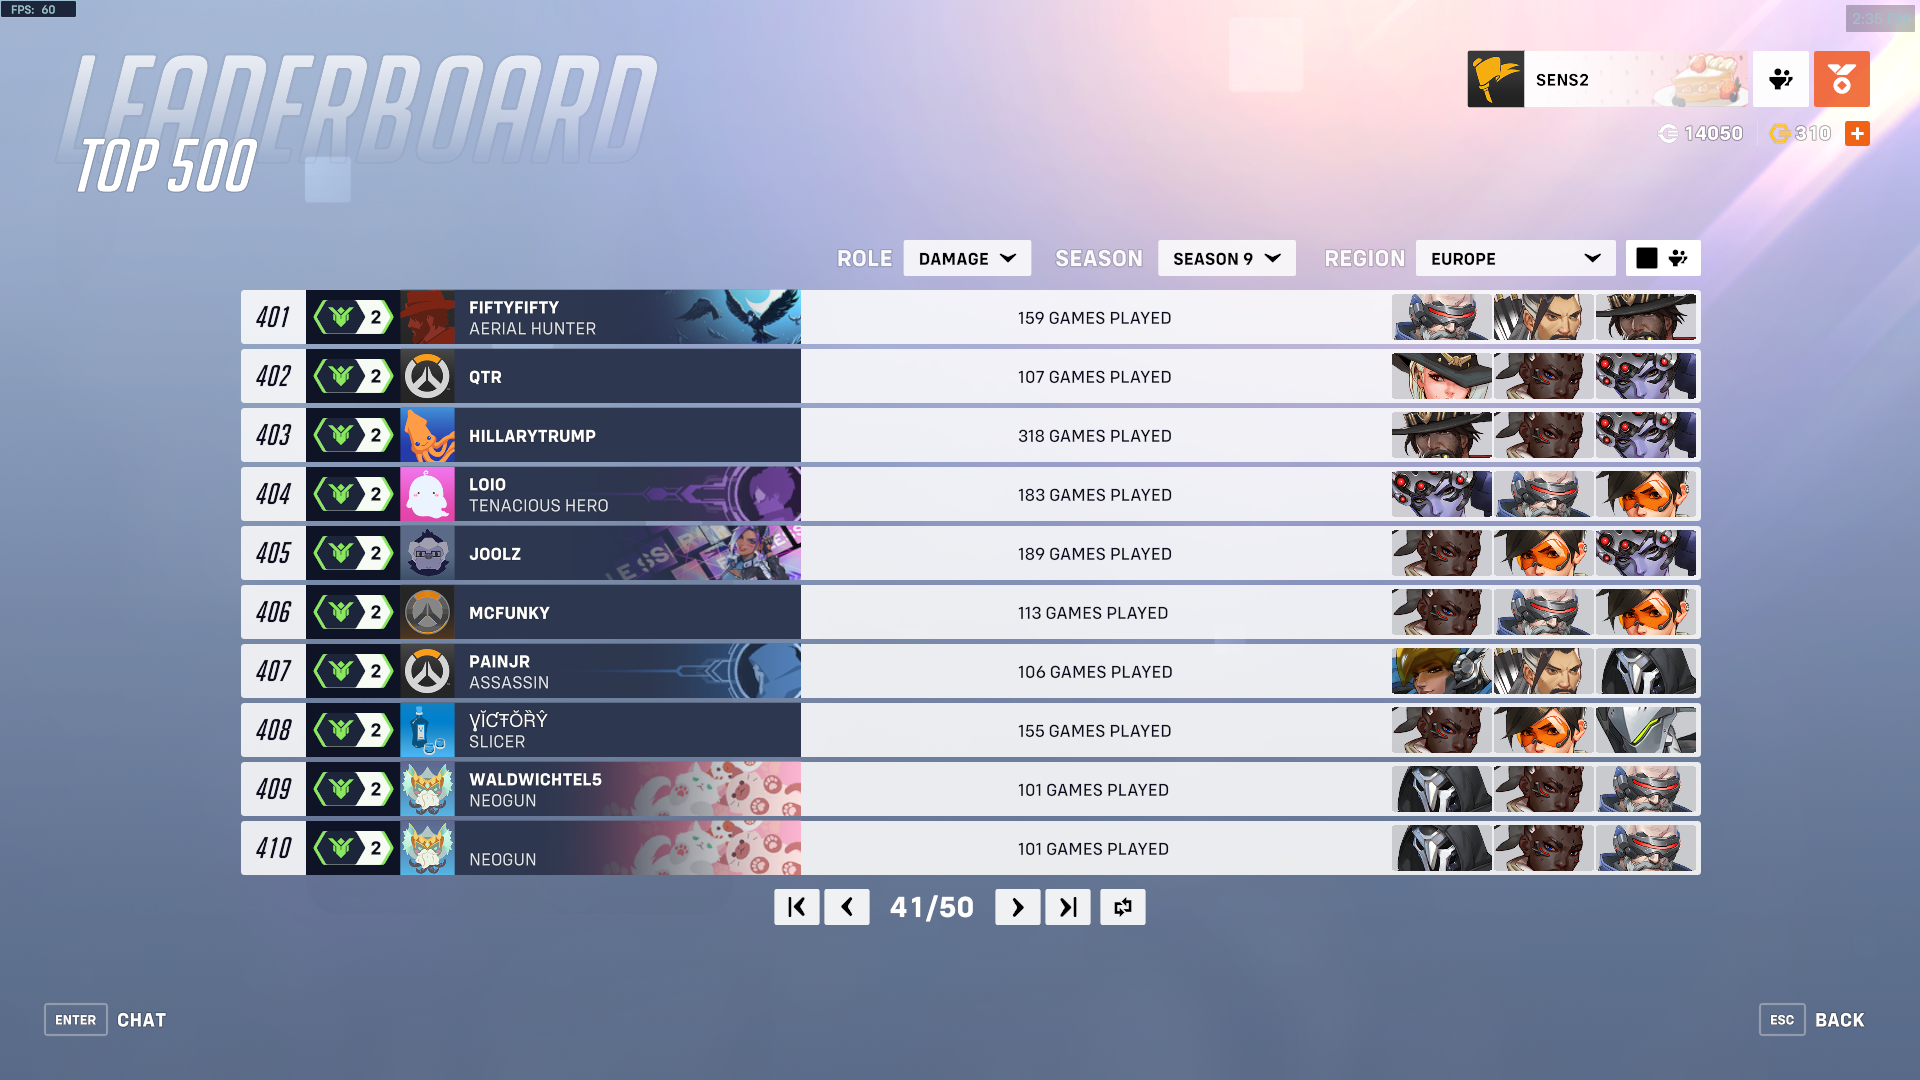 FPS: 60
LEADERBOARD
TOP 500
SENS2
14050
310
ROLE DAMAGE SEASON SEASON 9 REGION EUROPE
401 2 FIFTYFIFTY
AERIAL HUNTER
159 GAMES PLAYED
402 2 QTR
107 GAMES PLAYED
403 2 HILLARYTRUMP
318 GAMES PLAYED
404 2 LOIO
TENACIOUS HERO
183 GAMES PLAYED
405 2 JOOLZ
189 GAMES PLAYED
406 2 MCFUNKY
113 GAMES PLAYED
407 2 PAINJR
ASSASSIN
106 GAMES PLAYED
408 2
SLICER
155 GAMES PLAYED
409 2 WALDWICHTEL5
NEOGUN
101 GAMES PLAYED
410 2
NEOGUN
101 GAMES PLAYED
41/50
ENTER CHAT
ESC BACK